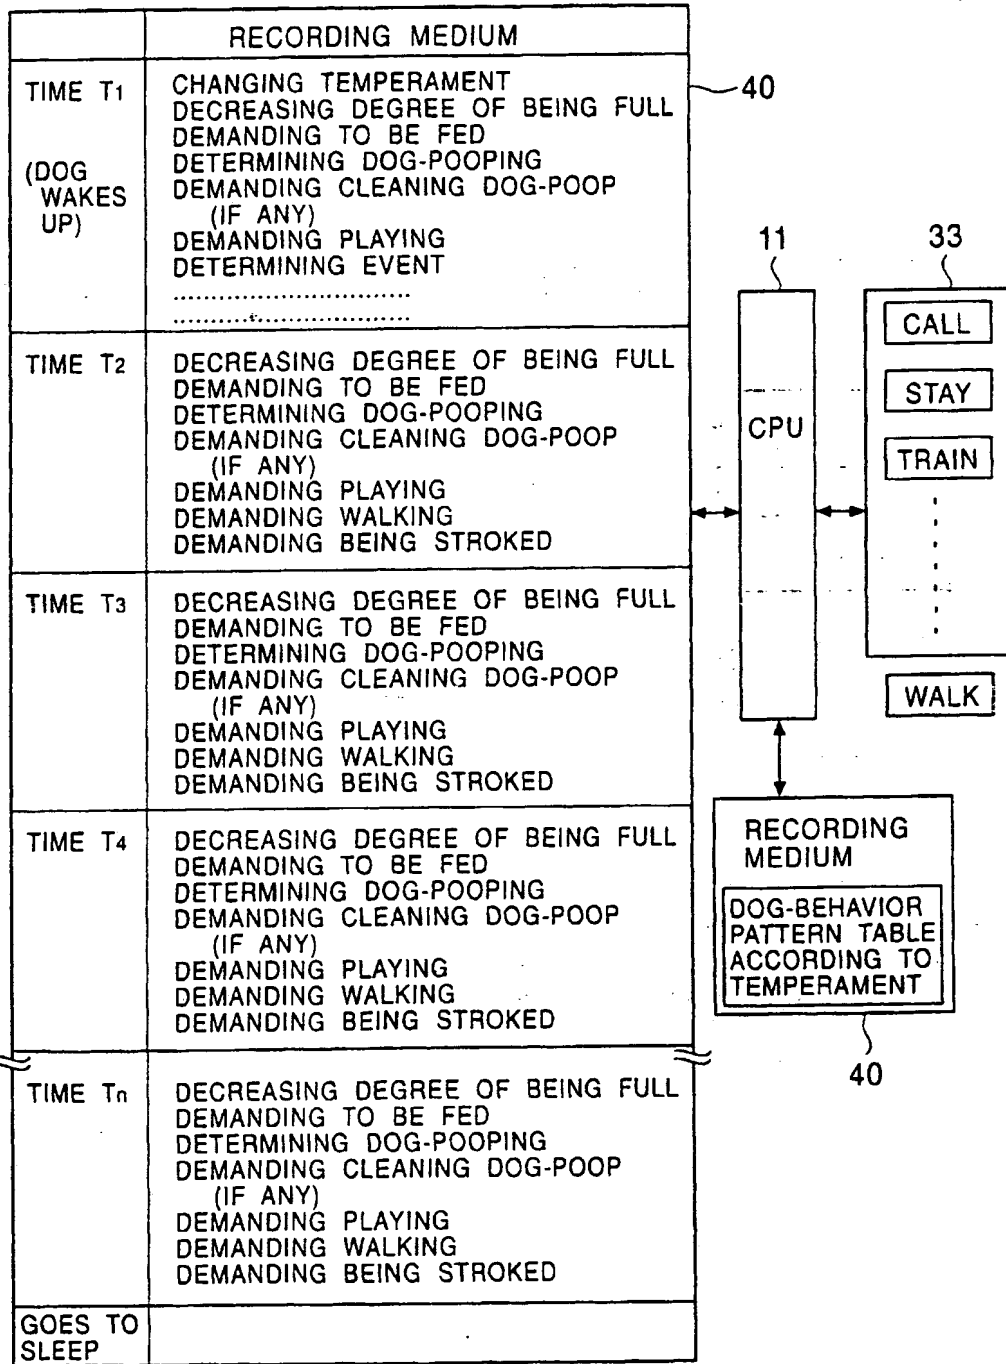 RECORDING MEDIUM
TIME T1
(DOG
WAKES
UP)
CHANGING TEMPERAMENT
DECREASING DEGREE OF BEING FULL
DEMANDING TO BE FED
DETERMINING DOG-POOPING
DEMANDING CLEANING DOG-POOP
(IF ANY)
DEMANDING PLAYING
DETERMINING EVENT
..............................
..............................
40
TIME T2
DECREASING DEGREE OF BEING FULL
DEMANDING TO BE FED
DETERMINING DOG-POOPING
DEMANDING CLEANING DOG-POOP
(IF ANY)
DEMANDING PLAYING
DEMANDING WALKING
DEMANDING BEING STROKED
TIME T3
DECREASING DEGREE OF BEING FULL
DEMANDING TO BE FED
DETERMINING DOG-POOPING
DEMANDING CLEANING DOG-POOP
(IF ANY)
DEMANDING PLAYING
DEMANDING WALKING
DEMANDING BEING STROKED
TIME T4
DECREASING DEGREE OF BEING FULL
DEMANDING TO BE FED
DETERMINING DOG-POOPING
DEMANDING CLEANING DOG-POOP
(IF ANY)
DEMANDING PLAYING
DEMANDING WALKING
DEMANDING BEING STROKED
TIME Tn
DECREASING DEGREE OF BEING FULL
DEMANDING TO BE FED
DETERMINING DOG-POOPING
DEMANDING CLEANING DOG-POOP
(IF ANY)
DEMANDING PLAYING
DEMANDING WALKING
DEMANDING BEING STROKED
GOES TO
SLEEP
11
CPU
33
CALL
STAY
TRAIN
WALK
RECORDING
MEDIUM
DOG-BEHAVIOR
PATTERN TABLE
ACCORDING TO
TEMPERAMENT
40